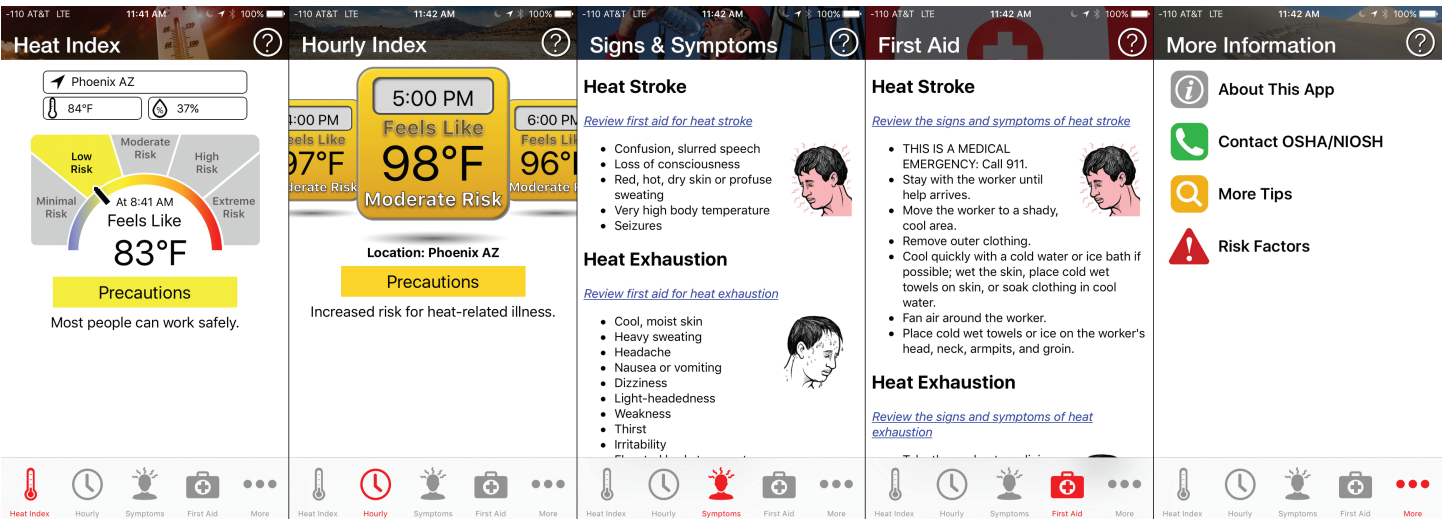 -110 AT&T LTE 11:41 AM 100%
Heat Index ?
Phoenix AZ
84°F % 37%
Low
Risk
Moderate
Risk
High
Risk
Minimal
Risk
Extreme
Risk
At 8:41 AM
Feels Like
83°F
Precautions
Most people can work safely.
Heat Index Hourly Symptoms First Aid More
-110 AT&T LTE 11:42 AM 100%
Hourly Index ?
4:00 PM
Feels Like
97°F
Moderate Risk
5:00 PM
Feels Like
98°F
Moderate Risk
6:00 PM
Feels Like
96°
Moderate Risk
Location: Phoenix AZ
Precautions
Increased risk for heat-related illness.
Heat Index Hourly Symptoms First Aid More
-110 AT&T LTE 11:42 AM 100%
Signs & Symptoms ?
Heat Stroke
Review first aid for heat stroke
• Confusion, slurred speech
• Loss of consciousness
• Red, hot, dry skin or profuse
sweating
• Very high body temperature
• Seizures
Heat Exhaustion
Review first aid for heat exhaustion
• Cool, moist skin
• Heavy sweating
• Headache
• Nausea or vomiting
• Dizziness
• Light-headedness
• Weakness
• Thirst
• Irritability
Heat Index Hourly Symptoms First Aid More
-110 AT&T LTE 11:42 AM 100%
First Aid ?
Heat Stroke
Review the signs and symptoms of heat stroke
• THIS IS A MEDICAL
EMERGENCY: Call 911.
• Stay with the worker until
help arrives.
• Move the worker to a shady,
cool area.
• Remove outer clothing.
• Cool quickly with a cold water or ice bath if
possible; wet the skin, place cold wet
towels on skin, or soak clothing in cool
water.
• Fan air around the worker.
• Place cold wet towels or ice on the worker's
head, neck, armpits, and groin.
Heat Exhaustion
Review the signs and symptoms of heat
exhaustion
Heat Index Hourly Symptoms First Aid More
-110 AT&T LTE 11:42 AM 100%
More Information ?
About This App
Contact OSHA/NIOSH
More Tips
Risk Factors
Heat Index Hourly Symptoms First Aid More